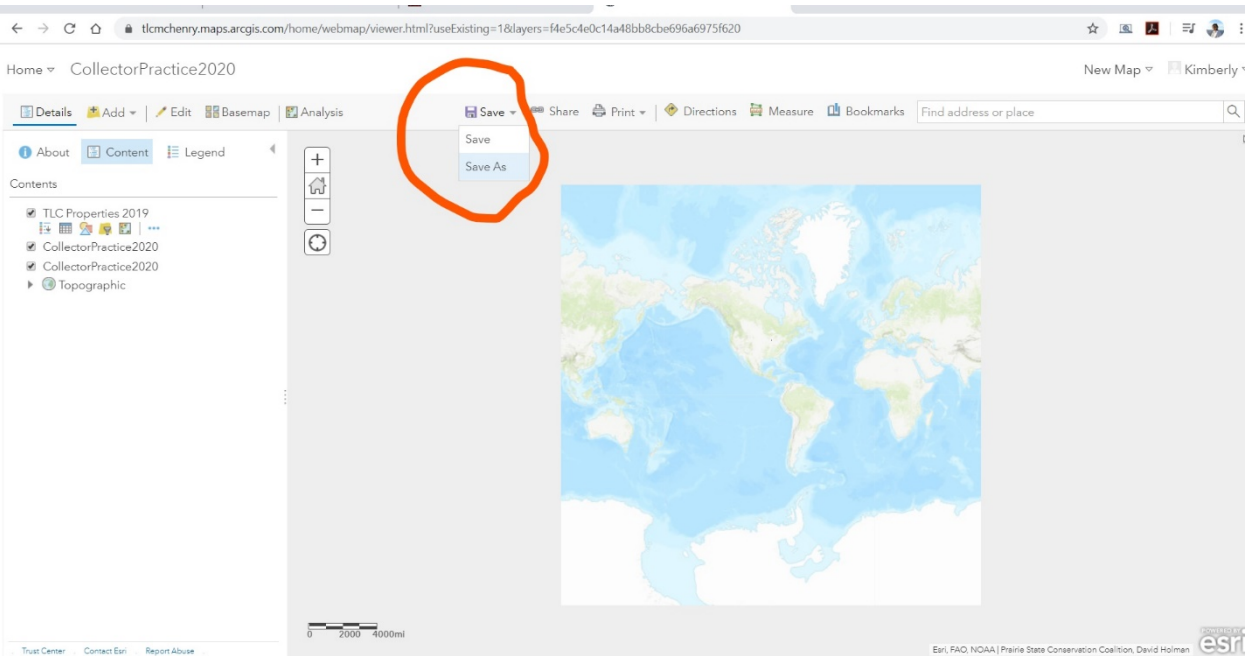 tlcmchenry.maps.arcgis.com/home/webmap/viewer.html?useExisting=1&layers=f4e5c4e0c14a48bb8cbe696a6975f620
Home CollectorPractice2020 New Map Kimberly
Details Add Edit Basemap Analysis Save Share Print Directions Measure Bookmarks Find address or place
Save
Save As
About Content Legend
Contents
TLC Properties 2019
CollectorPractice2020
CollectorPractice2020
Topographic
0 2000 4000mi
Trust Center Contact Esri Report Abuse
Esri, FAO, NOAA | Prairie State Conservation Coalition, David Holman
POWERED BY
esri